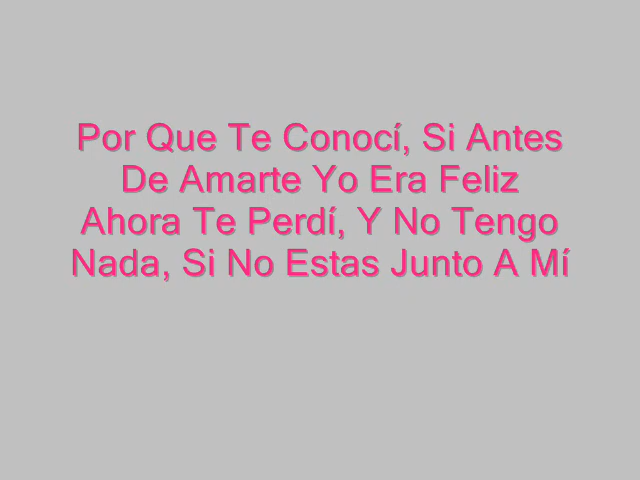 Por Que Te Conocí, Si Antes
De Amarte Yo Era Feliz
Ahora Te Perdí, Y No Tengo
Nada, Si No Estas Junto A Mí